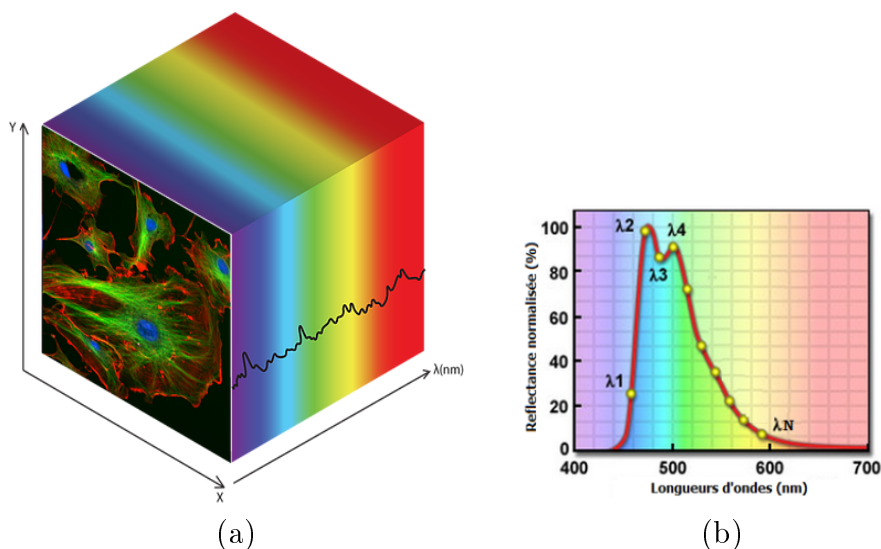 Y
λ(nm)
X
(a)
Reflectance normalisée (%)
100
80
60
40
20
0
λ2
λ4
λ3
λ1
λN
400
500
600
700
Longueurs d'ondes (nm)
(b)